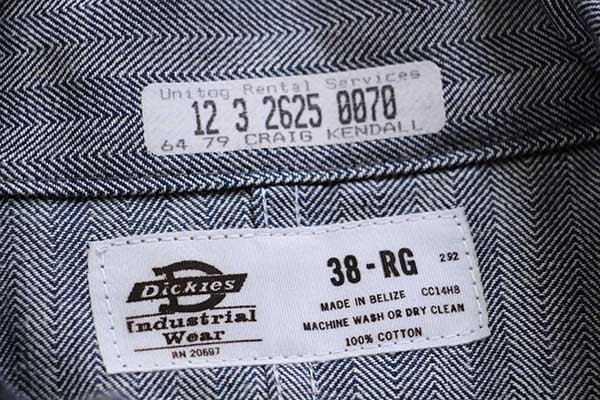 Unitog Rental Services
12 3 2625 0070
64 79 CRAIG KENDALL
Dickies
Industrial
Wear
RN 20697
38-RG 292
MADE IN BELIZE CC14H8
MACHINE WASH OR DRY CLEAN
100% COTTON